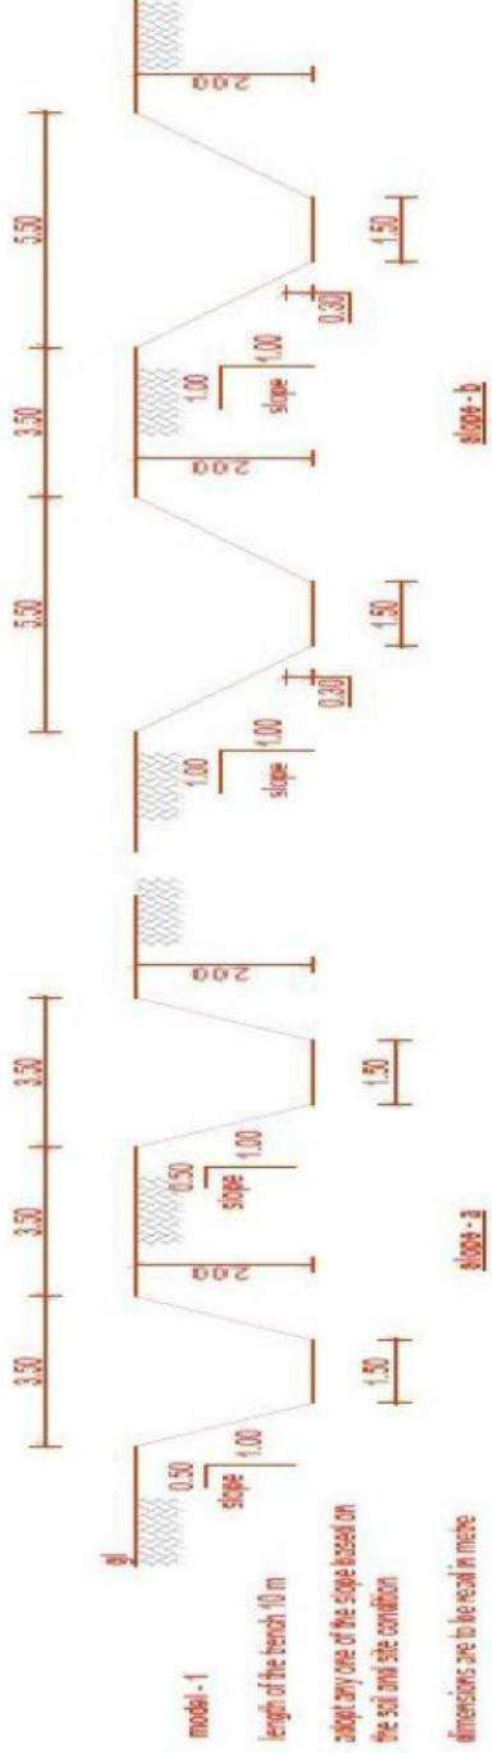 3.50
3.50
3.50
5.50
3.50
5.50
2.00
2.00
2.00
2.00
model - 1
0.50
1.00
slope
0.50
1.00
slope
1.00
1.00
slope
1.00
1.00
slope
length of the trench 10 m
0.30
0.30
adopt any one of the slope based on
the soil and site condition
1.50
1.50
1.50
1.50
dimensions are to be read in metre
slope - a
slope - b